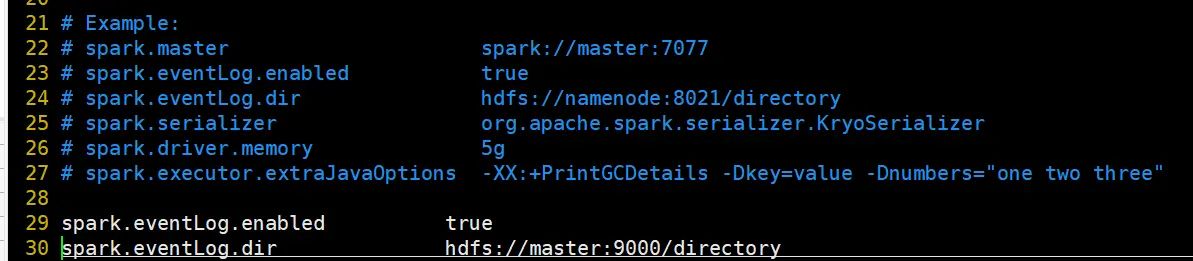 21 # Example:
22 # spark.master                     spark://master:7077
23 # spark.eventLog.enabled           true
24 # spark.eventLog.dir               hdfs://namenode:8021/directory
25 # spark.serializer                 org.apache.spark.serializer.KryoSerializer
26 # spark.driver.memory              5g
27 # spark.executor.extraJavaOptions  -XX:+PrintGCDetails -Dkey=value -Dnumbers="one two three"
28
29 spark.eventLog.enabled          true
30 spark.eventLog.dir              hdfs://master:9000/directory